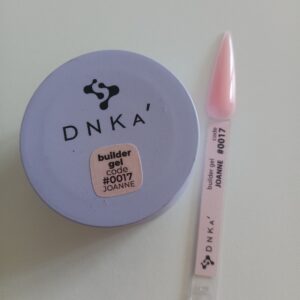 DNKa'
builder
gel
code
#0017
JOANNE
DNKa'
builder gel code
JOANNE #0017